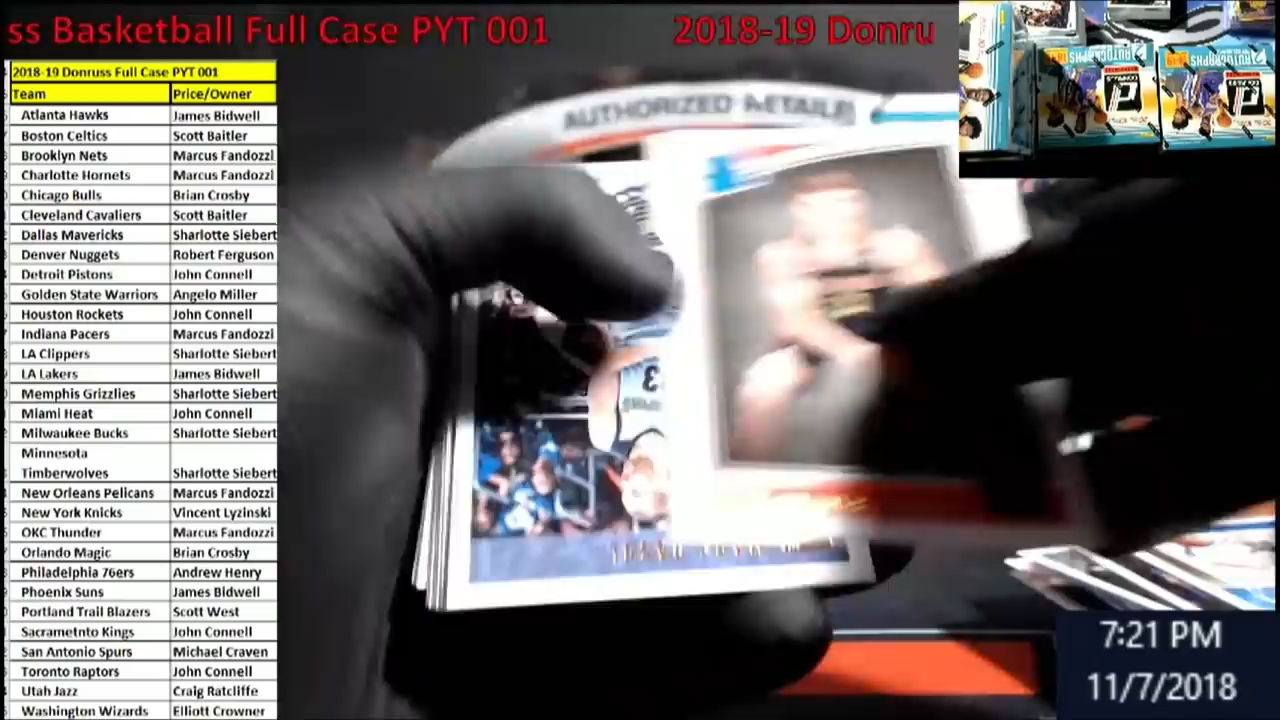 ss Basketball Full Case PYT 001 2018-19 Donru
2018-19 Donruss Full Case PYT 001
Team Price/Owner
Atlanta Hawks James Bidwell
Boston Celtics Scott Baitler
Brooklyn Nets Marcus Fandozzi
Charlotte Hornets Marcus Fandozzi
Chicago Bulls Brian Crosby
Cleveland Cavaliers Scott Baitler
Dallas Mavericks Sharlotte Siebert
Denver Nuggets Robert Ferguson
Detroit Pistons John Connell
Golden State Warriors Angelo Miller
Houston Rockets John Connell
Indiana Pacers Marcus Fandozzi
LA Clippers Sharlotte Siebert
LA Lakers James Bidwell
Memphis Grizzlies Sharlotte Siebert
Miami Heat John Connell
Milwaukee Bucks Sharlotte Siebert
Minnesota
Timberwolves Sharlotte Siebert
New Orleans Pelicans Marcus Fandozzi
New York Knicks Vincent Lyzinski
OKC Thunder Marcus Fandozzi
Orlando Magic Brian Crosby
Philadelphia 76ers Andrew Henry
Phoenix Suns James Bidwell
Portland Trail Blazers Scott West
Sacrametnto Kings John Connell
San Antonio Spurs Michael Craven
Toronto Raptors John Connell
Utah Jazz Craig Ratcliffe
Washington Wizards Elliott Crowner
AUTHORIZED RETAILE
2 AUTOGRAPHS
7:21 PM
11/7/2018